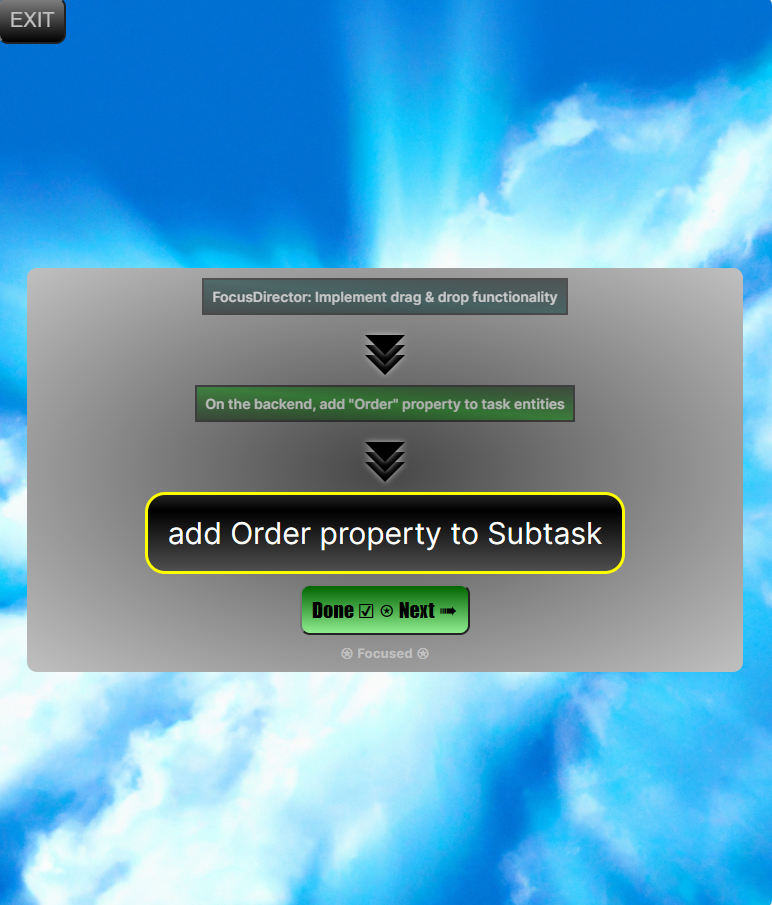 EXIT
FocusDirector: Implement drag & drop functionality
On the backend, add "Order" property to task entities
add Order property to Subtask
Done ☑ ⍟ Next ➠
⍟ Focused ⍟